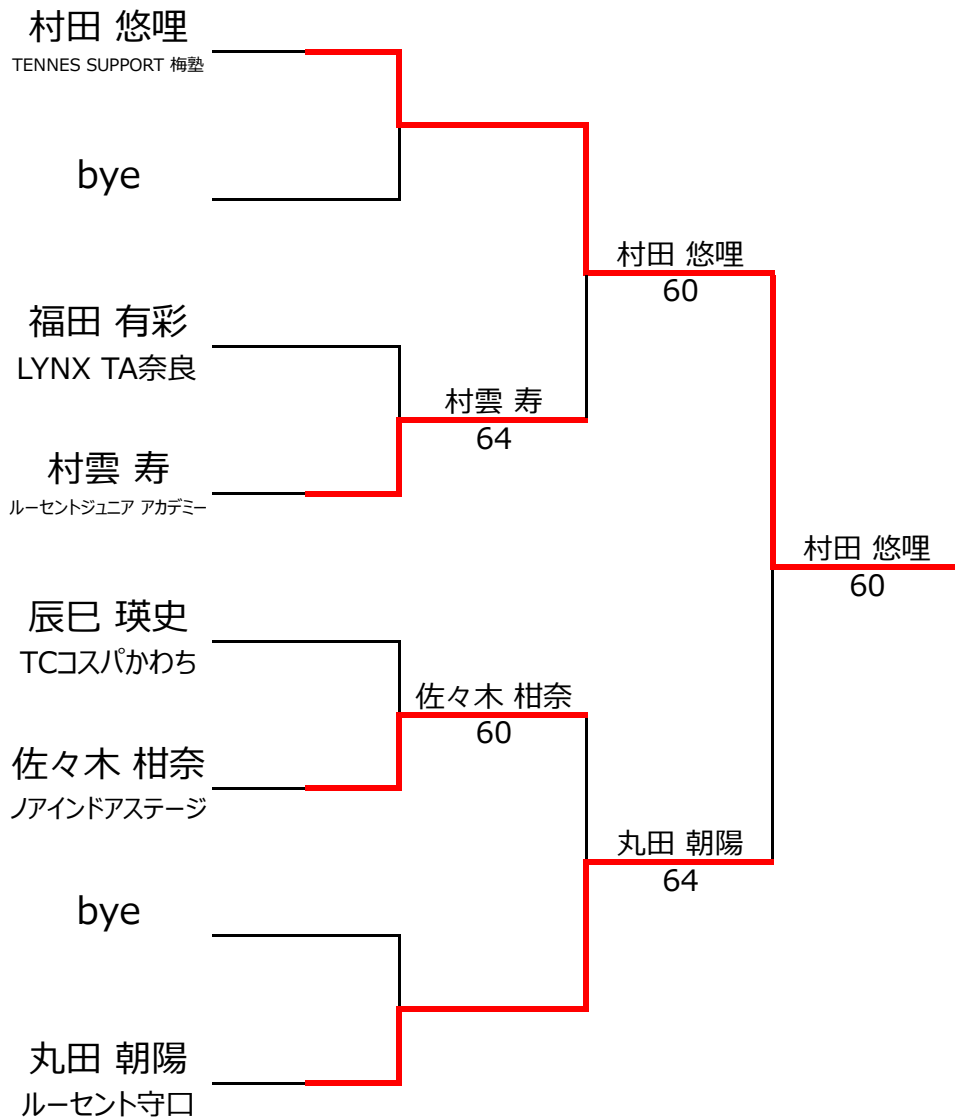 村田 悠哩
TENNES SUPPORT 梅塾
bye
村田 悠哩
60
福田 有彩
LYNX TA奈良
村雲 寿
64
村雲 寿
ルーセントジュニア アカデミー
村田 悠哩
60
辰巳 瑛史
TCコスパかわち
佐々木 柑奈
60
佐々木 柑奈
ノアインドアステージ
丸田 朝陽
64
bye
丸田 朝陽
ルーセント守口